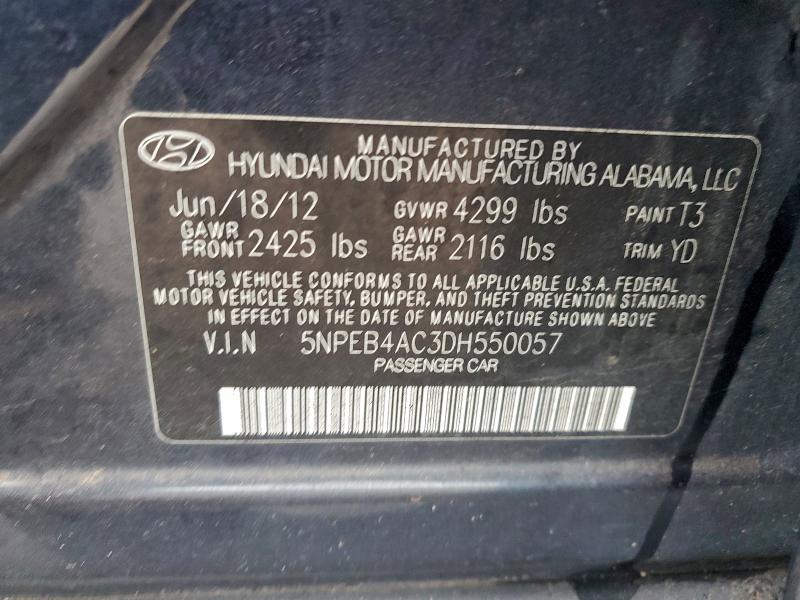 MANUFACTURED BY
HYUNDAI MOTOR MANUFACTURING ALABAMA, LLC
Jun/18/12 GVWR 4299 lbs PAINT T3
GAWR FRONT 2425 lbs GAWR REAR 2116 lbs TRIM YD
THIS VEHICLE CONFORMS TO ALL APPLICABLE U.S.A. FEDERAL
MOTOR VEHICLE SAFETY, BUMPER, AND THEFT PREVENTION STANDARDS
IN EFFECT ON THE DATE OF MANUFACTURE SHOWN ABOVE
V.I.N 5NPEB4AC3DH550057
PASSENGER CAR